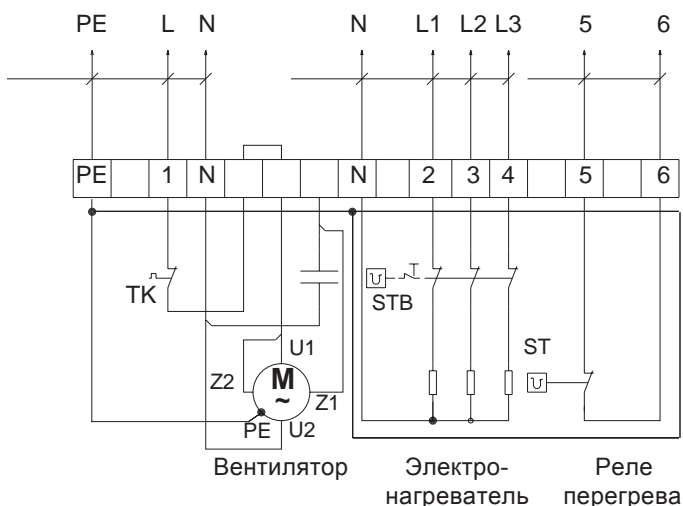 PE L N N L1 L2 L3 5 6
PE 1 N N 2 3 4 5 6
TK
STB
ST
U1
Z2 M Z1
~
PE U2
Вентилятор Электро- Реле
нагреватель перегрева